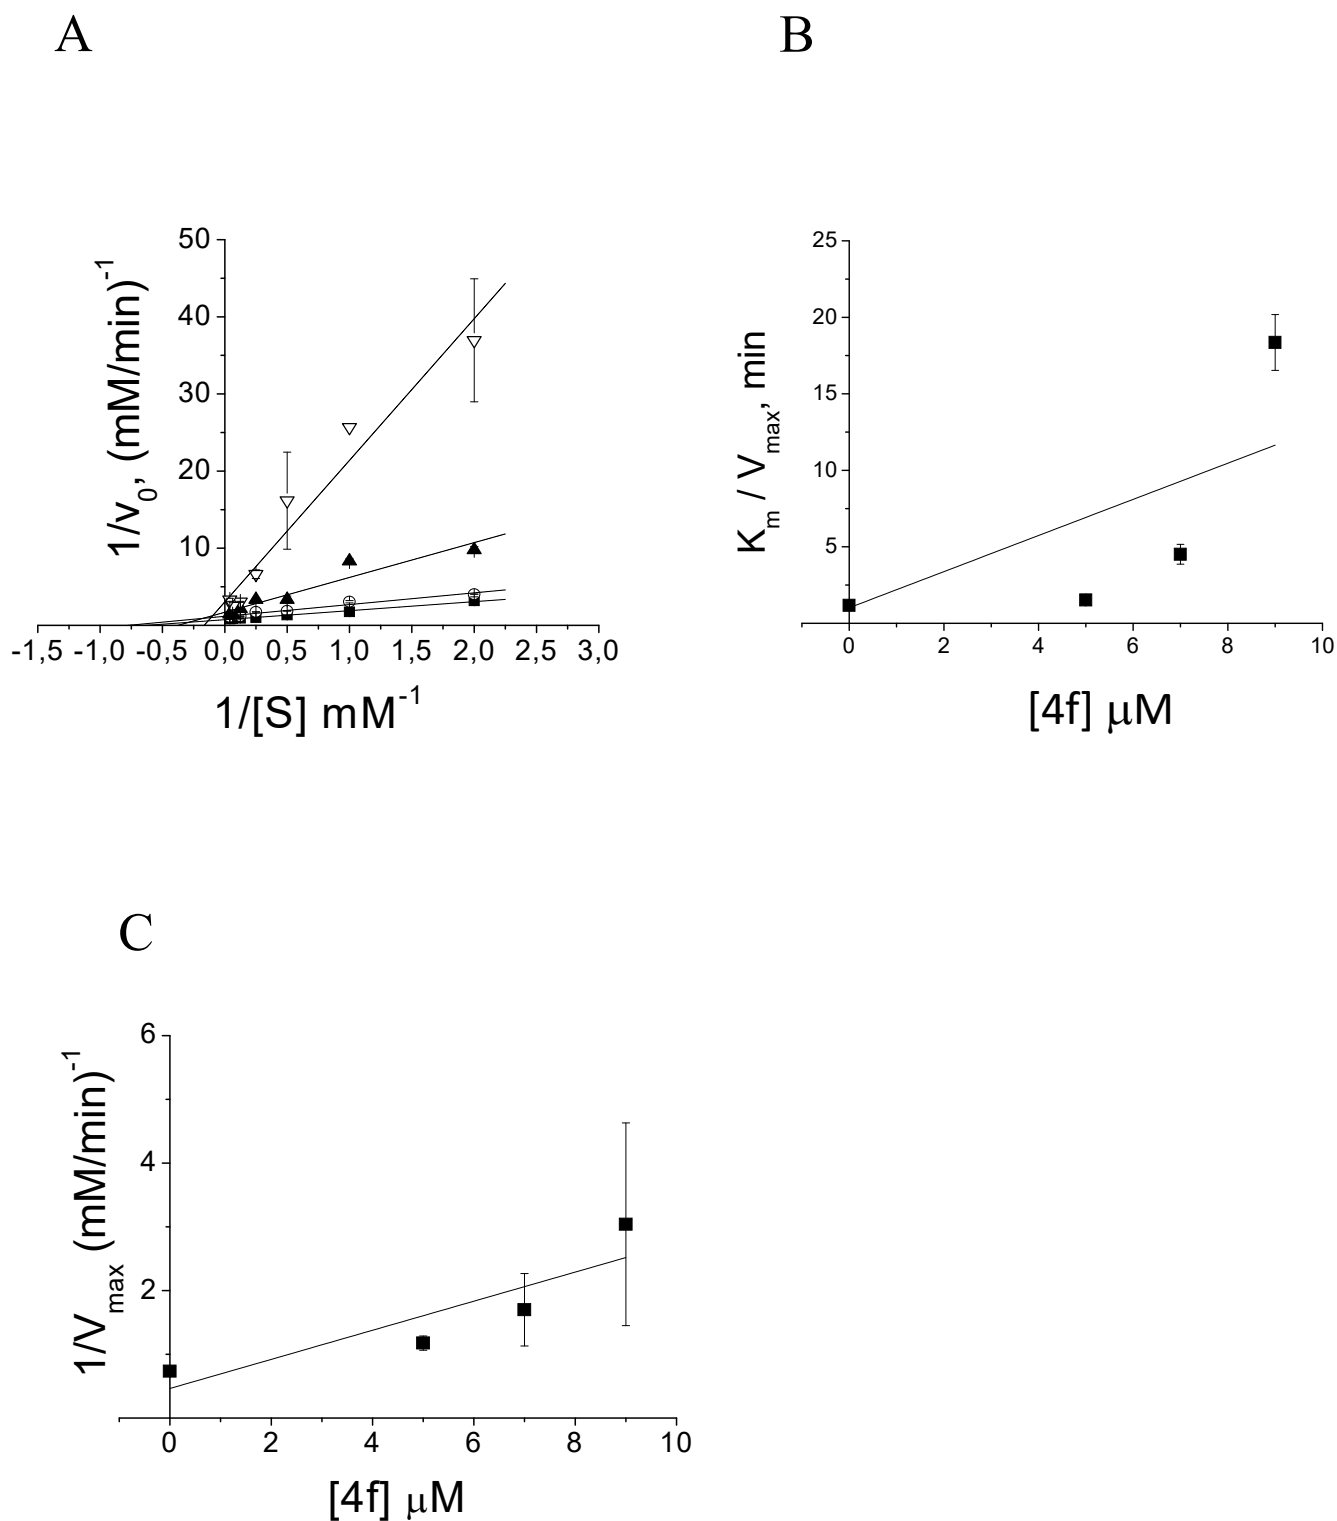 A
B
50
40
30
20
10
1/v0, (mM/min)-1
-1,5 -1,0 -0,5 0,0 0,5 1,0 1,5 2,0 2,5 3,0
1/[S] mM-1
25
20
15
10
5
Km / Vmax, min
0 2 4 6 8 10
[4f] μM
C
6
4
2
1/Vmax (mM/min)-1
0 2 4 6 8 10
[4f] μM